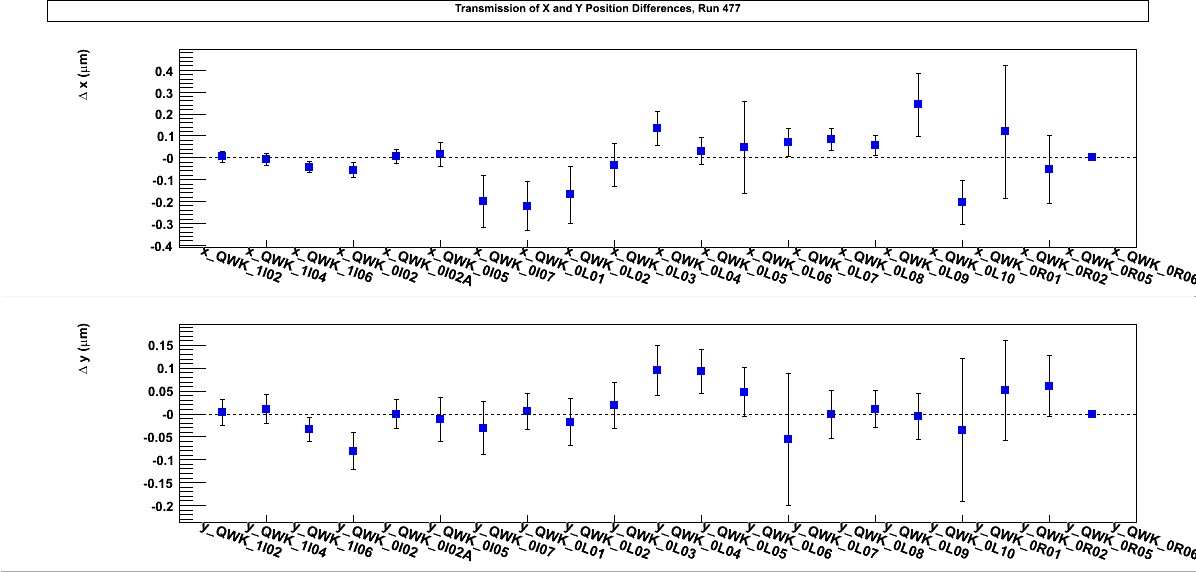 Transmission of X and Y Position Differences, Run 477
Δ x (μm)
0.4
0.3
0.2
0.1
-0
-0.1
-0.2
-0.3
-0.4
x_QWK_1I02
x_QWK_1I04
x_QWK_1I06
x_QWK_0I02
x_QWK_0I02A
x_QWK_0I05
x_QWK_0I07
x_QWK_0L01
x_QWK_0L02
x_QWK_0L03
x_QWK_0L04
x_QWK_0L05
x_QWK_0L06
x_QWK_0L07
x_QWK_0L08
x_QWK_0L09
x_QWK_0L10
x_QWK_0R01
x_QWK_0R02
x_QWK_0R05
x_QWK_0R06
Δ y (μm)
0.15
0.1
0.05
-0
-0.05
-0.1
-0.15
-0.2
y_QWK_1I02
y_QWK_1I04
y_QWK_1I06
y_QWK_0I02
y_QWK_0I02A
y_QWK_0I05
y_QWK_0I07
y_QWK_0L01
y_QWK_0L02
y_QWK_0L03
y_QWK_0L04
y_QWK_0L05
y_QWK_0L06
y_QWK_0L07
y_QWK_0L08
y_QWK_0L09
y_QWK_0L10
y_QWK_0R01
y_QWK_0R02
y_QWK_0R05
y_QWK_0R06